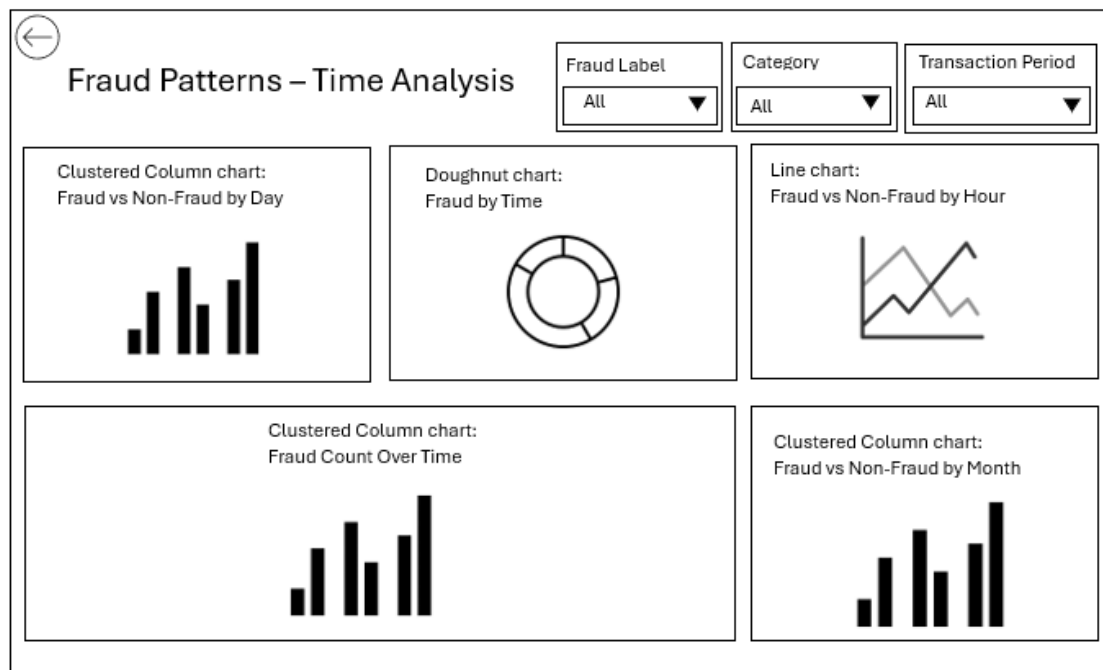 Fraud Patterns – Time Analysis
Fraud Label
All
Category
All
Transaction Period
All
Clustered Column chart:
Fraud vs Non-Fraud by Day
Doughnut chart:
Fraud by Time
Line chart:
Fraud vs Non-Fraud by Hour
Clustered Column chart:
Fraud Count Over Time
Clustered Column chart:
Fraud vs Non-Fraud by Month